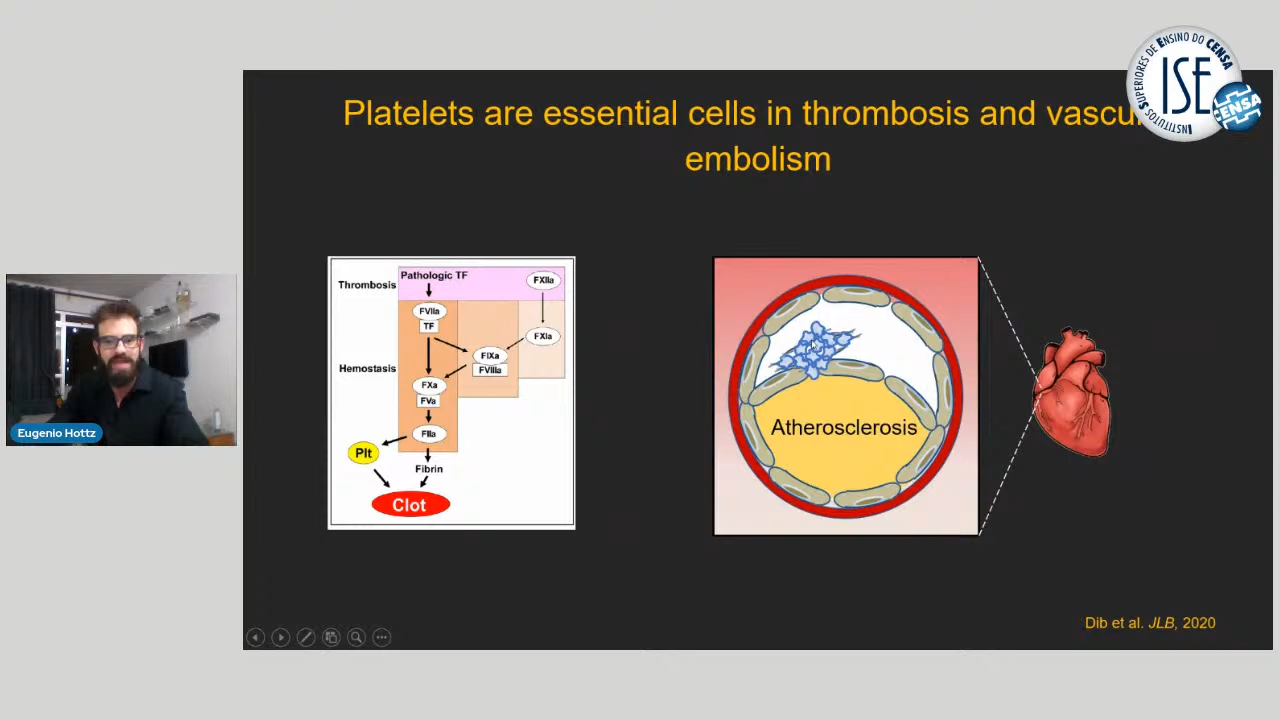 Platelets are essential cells in thrombosis and
embolism
INSTITUTOS SUPERIORES DE ENSINO DO CENSA
ISE
CENSA
Thrombosis
Pathologic TF
FXIIa
FVIIa
TF
FXIa
FIXa
FVIIIa
Hemostasis
FXa
FVa
FIIa
Plt
Fibrin
Clot
Atherosclerosis
Eugenio Hottz
Dib et al. JLB, 2020